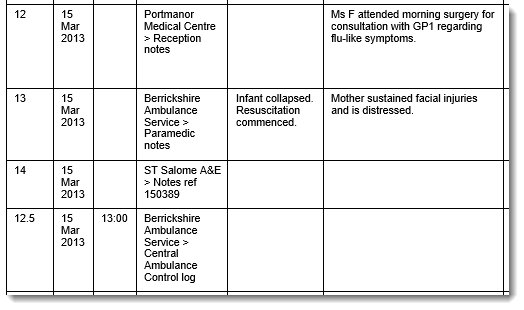 12
15
Mar
2013
Portmanor
Medical Centre
> Reception
notes
Ms F attended morning surgery for
consultation with GP1 regarding
flu-like symptoms.
13
15
Mar
2013
Berrickshire
Ambulance
Service >
Paramedic
notes
Infant collapsed.
Resuscitation
commenced.
Mother sustained facial injuries
and is distressed.
14
15
Mar
2013
ST Salome A&E
> Notes ref
150389
12.5
15
Mar
2013
13:00
Berrickshire
Ambulance
Service >
Central
Ambulance
Control log